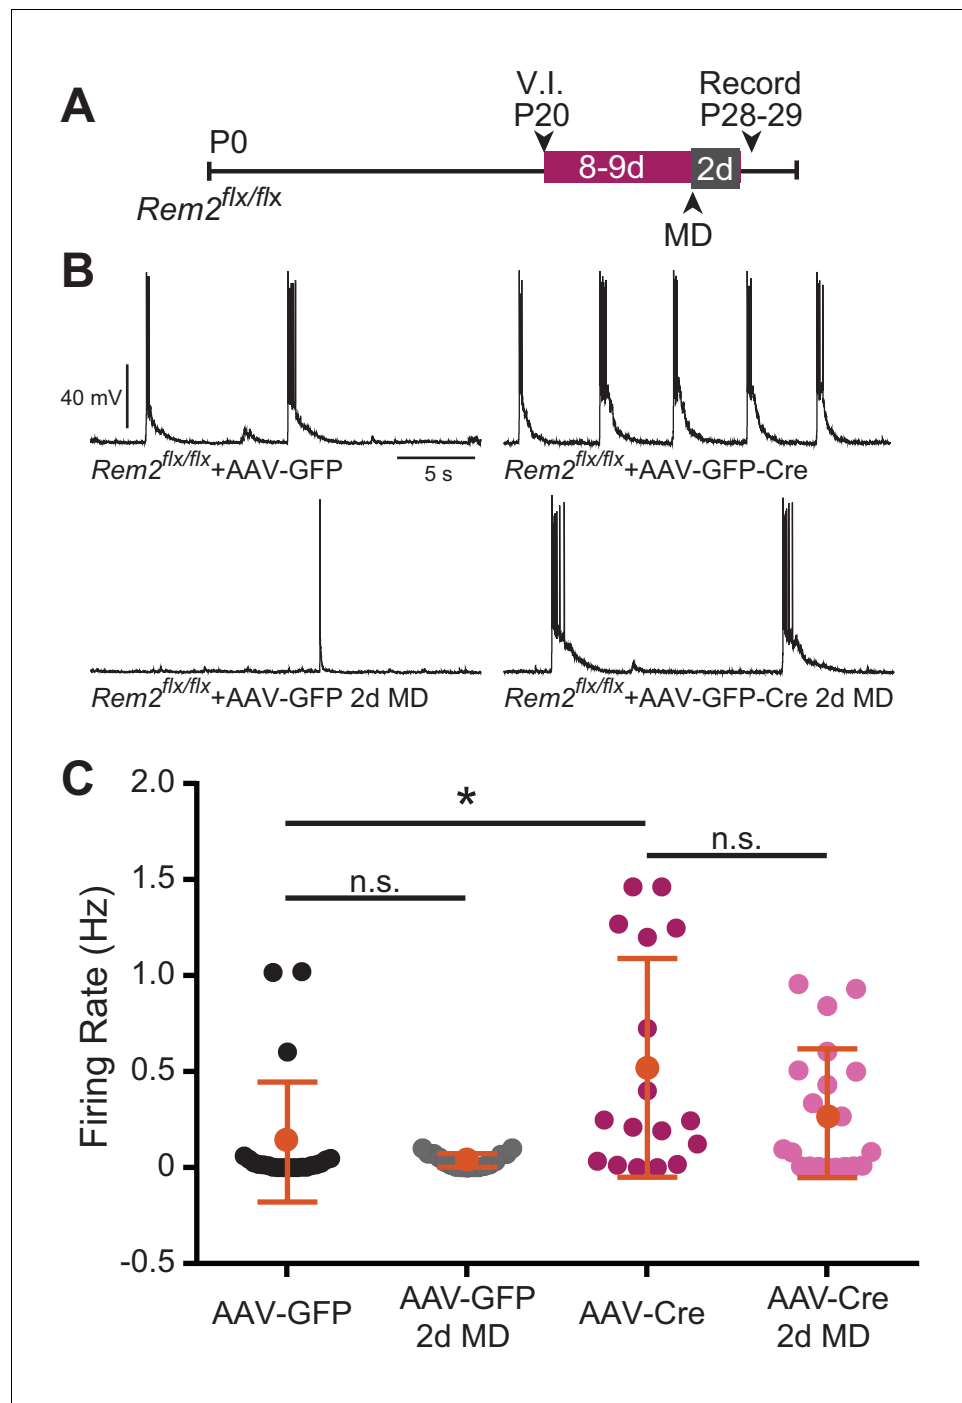 A
V.I.
P20
Record
P28-29
P0
8-9d
2d
Rem2flx/flx
MD
B
40 mV
Rem2flx/flx+AAV-GFP
5 s
Rem2flx/flx+AAV-GFP-Cre
Rem2flx/flx+AAV-GFP 2d MD
Rem2flx/flx+AAV-GFP-Cre 2d MD
C
Firing Rate (Hz)
2.0
1.5
1.0
0.5
0
-0.5
*
n.s.
n.s.
AAV-GFP
AAV-GFP
2d MD
AAV-Cre
AAV-Cre
2d MD